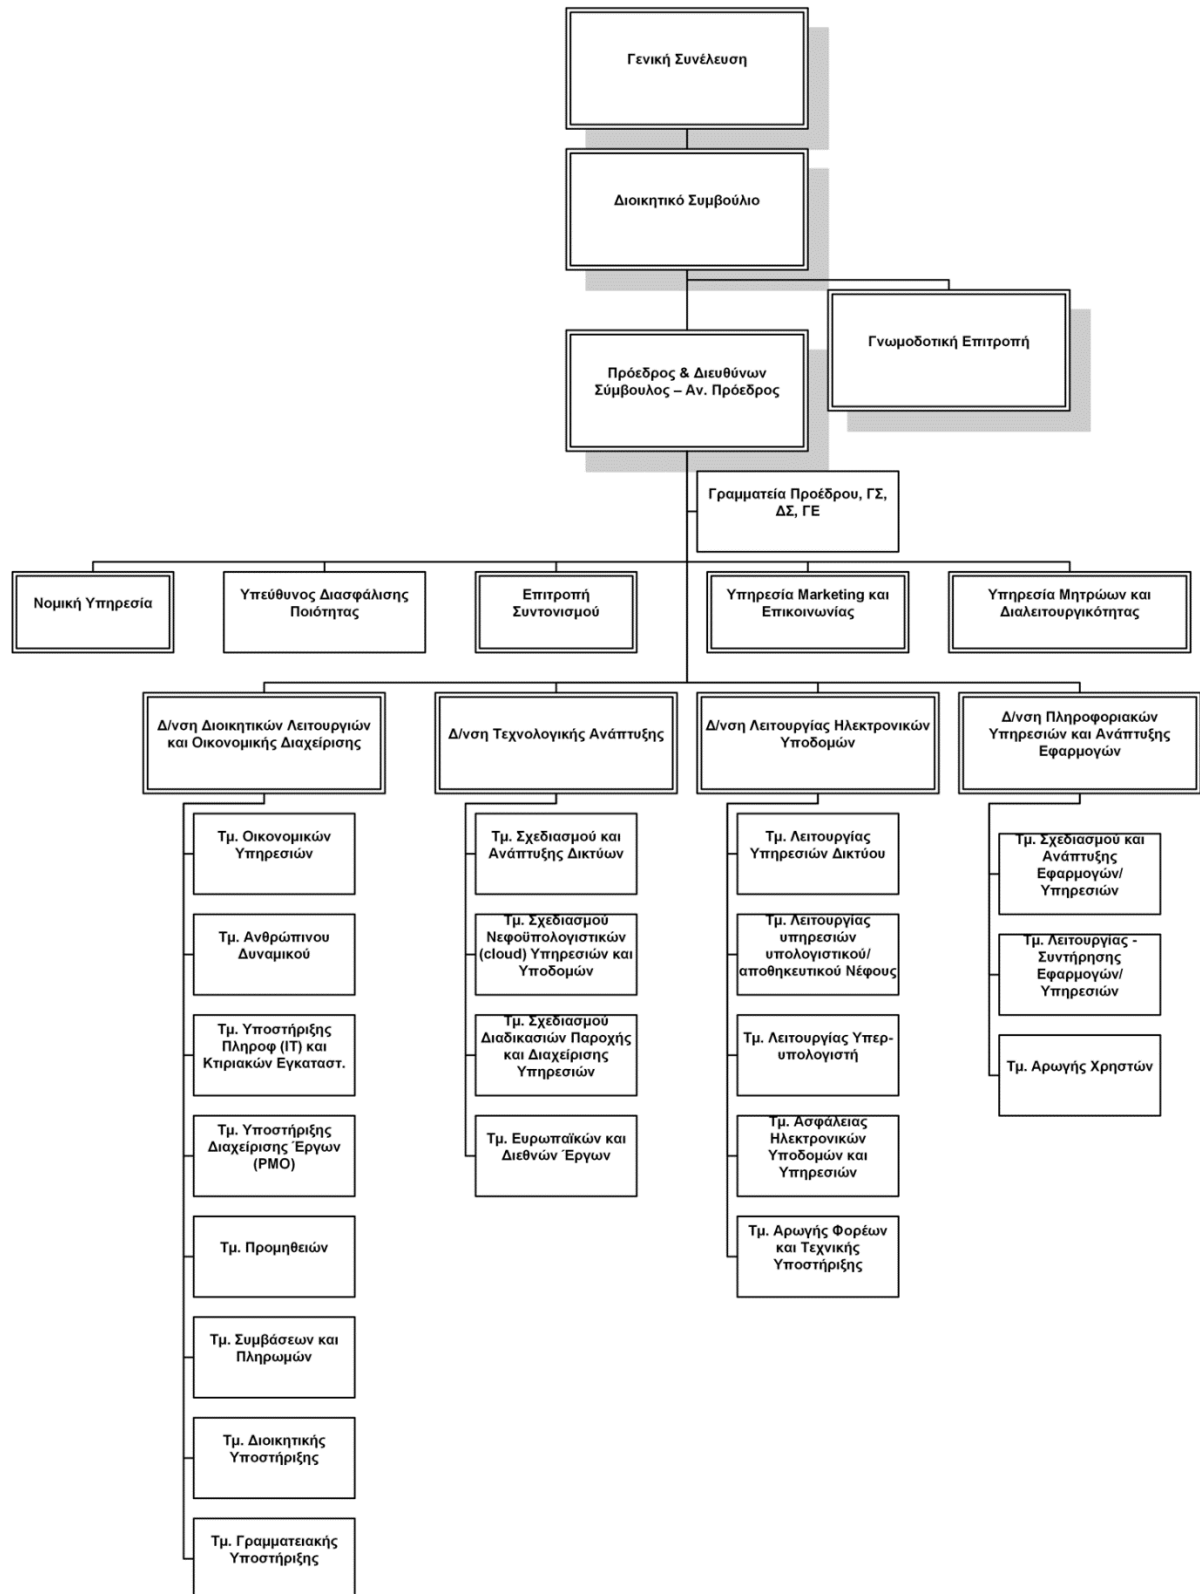 Γενική Συνέλευση
Διοικητικό Συμβούλιο
Γνωμοδοτική Επιτροπή
Πρόεδρος & Διευθύνων
Σύμβουλος – Αν. Πρόεδρος
Γραμματεία Προέδρου, ΓΣ,
ΔΣ, ΓΕ
Νομική Υπηρεσία
Υπεύθυνος Διασφάλισης
Ποιότητας
Επιτροπή
Συντονισμού
Υπηρεσία Marketing και
Επικοινωνίας
Υπηρεσία Μητρώων και
Διαλειτουργικότητας
Δ/νση Διοικητικών Λειτουργιών
και Οικονομικής Διαχείρισης
Δ/νση Τεχνολογικής Ανάπτυξης
Δ/νση Λειτουργίας Ηλεκτρονικών
Υποδομών
Δ/νση Πληροφοριακών
Υπηρεσιών και Ανάπτυξης
Εφαρμογών
Τμ. Οικονομικών
Υπηρεσιών
Τμ. Ανθρώπινου
Δυναμικού
Τμ. Υποστήριξης
Πληροφ (IT) και
Κτιριακών Εγκαταστ.
Τμ. Υποστήριξης
Διαχείρισης Έργων
(PMO)
Τμ. Προμηθειών
Τμ. Συμβάσεων και
Πληρωμών
Τμ. Διοικητικής
Υποστήριξης
Τμ. Γραμματειακής
Υποστήριξης
Τμ. Σχεδιασμού και
Ανάπτυξης Δικτύων
Τμ. Σχεδιασμού
Νεφοϋπολογιστικών
(cloud) Υπηρεσιών και
Υποδομών
Τμ. Σχεδιασμού
Διαδικασιών Παροχής
και Διαχείρισης
Υπηρεσιών
Τμ. Ευρωπαϊκών και
Διεθνών Έργων
Τμ. Λειτουργίας
Υπηρεσιών Δικτύου
Τμ. Λειτουργίας
υπηρεσιών
υπολογιστικού/
αποθηκευτικού Νέφους
Τμ. Λειτουργίας Υπερ-
υπολογιστή
Τμ. Ασφάλειας
Ηλεκτρονικών
Υποδομών και
Υπηρεσιών
Τμ. Αρωγής Φορέων
και Τεχνικής
Υποστήριξης
Τμ. Σχεδιασμού και
Ανάπτυξης
Εφαρμογών/
Υπηρεσιών
Τμ. Λειτουργίας -
Συντήρησης
Εφαρμογών/
Υπηρεσιών
Τμ. Αρωγής Χρηστών